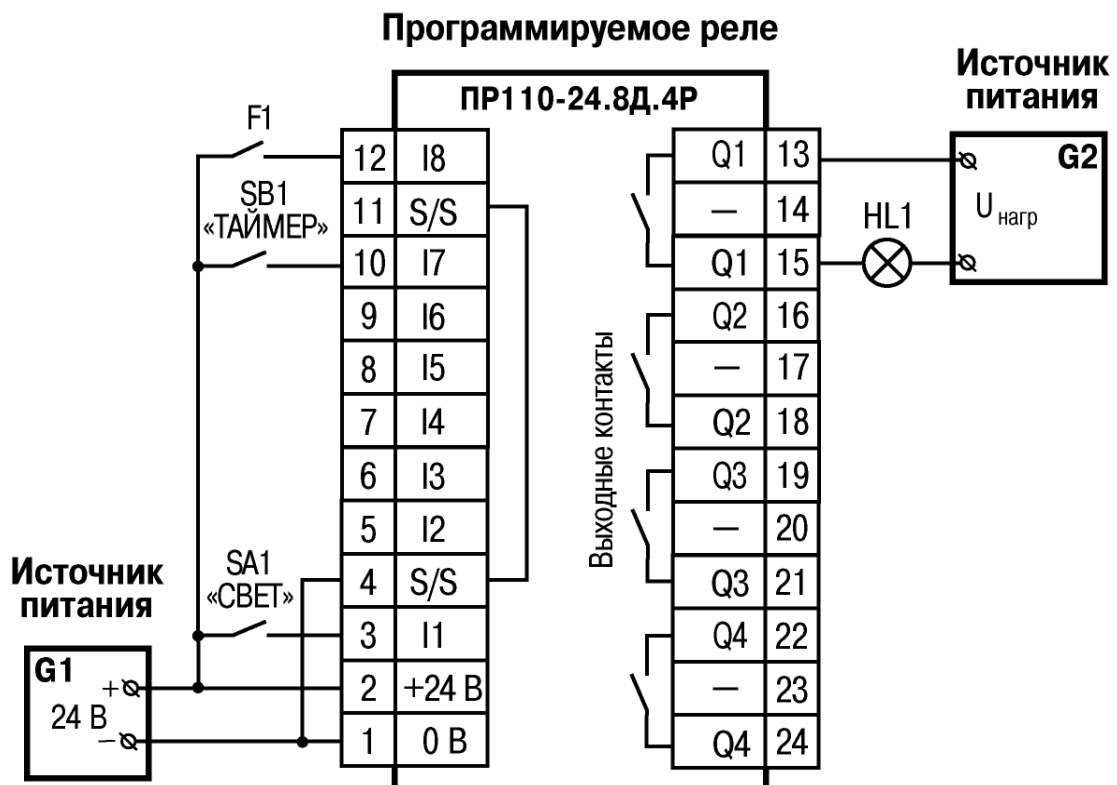 Программируемое реле
ПР110-24.8Д.4Р
F1
SB1
«ТАЙМЕР»
SA1
«СВЕТ»
Источник
питания
G1
+
24 В
−
12 I8
11 S/S
10 I7
9 I6
8 I5
7 I4
6 I3
5 I2
4 S/S
3 I1
2 +24 В
1 0 В
Выходные контакты
Q1 13
— 14
Q1 15
Q2 16
— 17
Q2 18
Q3 19
— 20
Q3 21
Q4 22
— 23
Q4 24
HL1
Источник
питания
G2
U нагр